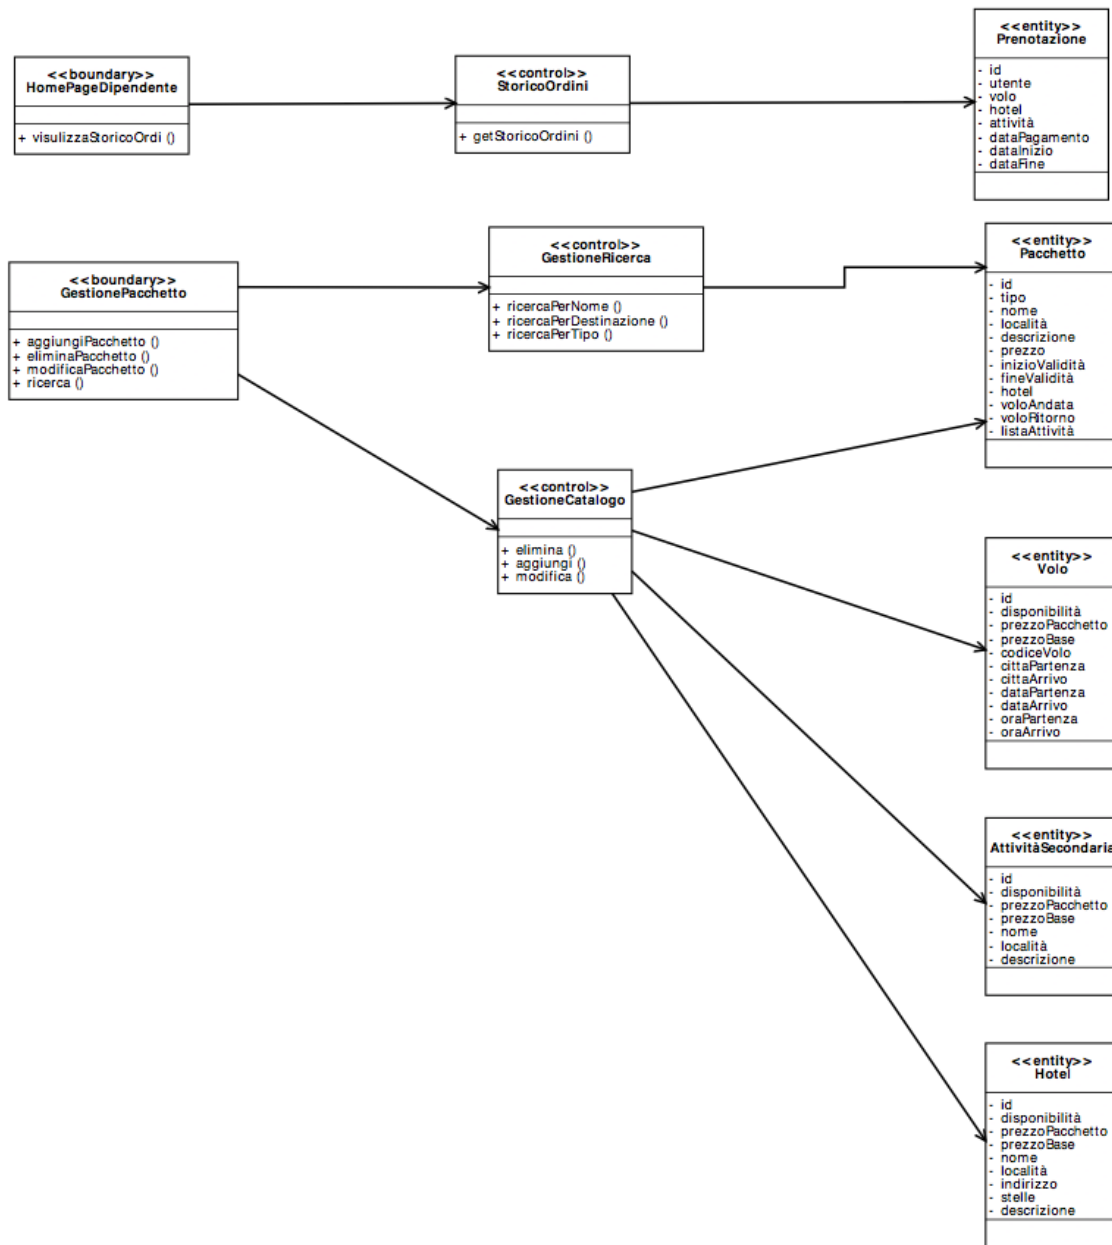 <<boundary>>
HomePageDipendente
+ visulizzaStoricoOrdi ()
<<control>>
StoricoOrdini
+ getStoricoOrdini ()
<<entity>>
Prenotazione
- id
- utente
- volo
- hotel
- attività
- dataPagamento
- dataInizio
- dataFine
<<boundary>>
GestionePacchetto
+ aggiungiPacchetto ()
+ eliminaPacchetto ()
+ modificaPacchetto ()
+ ricerca ()
<<control>>
GestioneRicerca
+ ricercaPerNome ()
+ ricercaPerDestinazione ()
+ ricercaPerTipo ()
<<entity>>
Pacchetto
- id
- tipo
- nome
- località
- descrizione
- prezzo
- inizioValidità
- fineValidità
- hotel
- voloAndata
- voloRitorno
- listaAttività
<<control>>
GestioneCatalogo
+ elimina ()
+ aggiungi ()
+ modifica ()
<<entity>>
Volo
- id
- disponibilità
- prezzoPacchetto
- prezzoBase
- codiceVolo
- cittaPartenza
- cittaArrivo
- dataPartenza
- dataArrivo
- oraPartenza
- oraArrivo
<<entity>>
AttivitàSecondaria
- id
- disponibilità
- prezzoPacchetto
- prezzoBase
- nome
- località
- descrizione
<<entity>>
Hotel
- id
- disponibilità
- prezzoPacchetto
- prezzoBase
- nome
- località
- indirizzo
- stelle
- descrizione